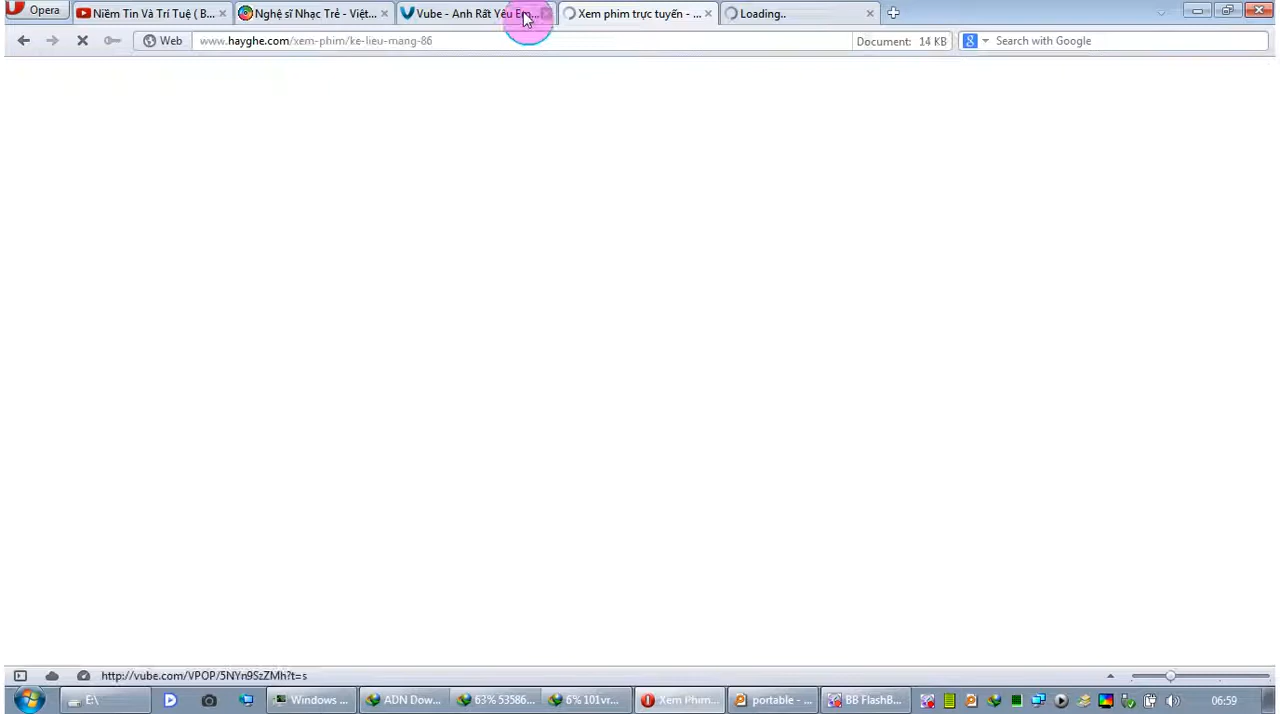 Opera
Niềm Tin Và Trí Tuệ ( B...
Nghệ sĩ Nhạc Trẻ - Việt...
Vube - Anh Rất Yêu Em...
Xem phim trực tuyến - ...
Loading..
Web
www.hayghe.com/xem-phim/ke-lieu-mang-86
Document: 14 KB
Search with Google
http://vube.com/VPOP/5NYn9SzZMh?t=s
E:\
Windows ...
ADN Dow...
63% 53586...
6% 101vr...
Xem Phim...
portable - ...
BB FlashB...
06:59